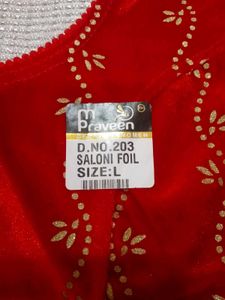 m
Praveen
D.NO.203
SALONI FOIL
SIZE:L